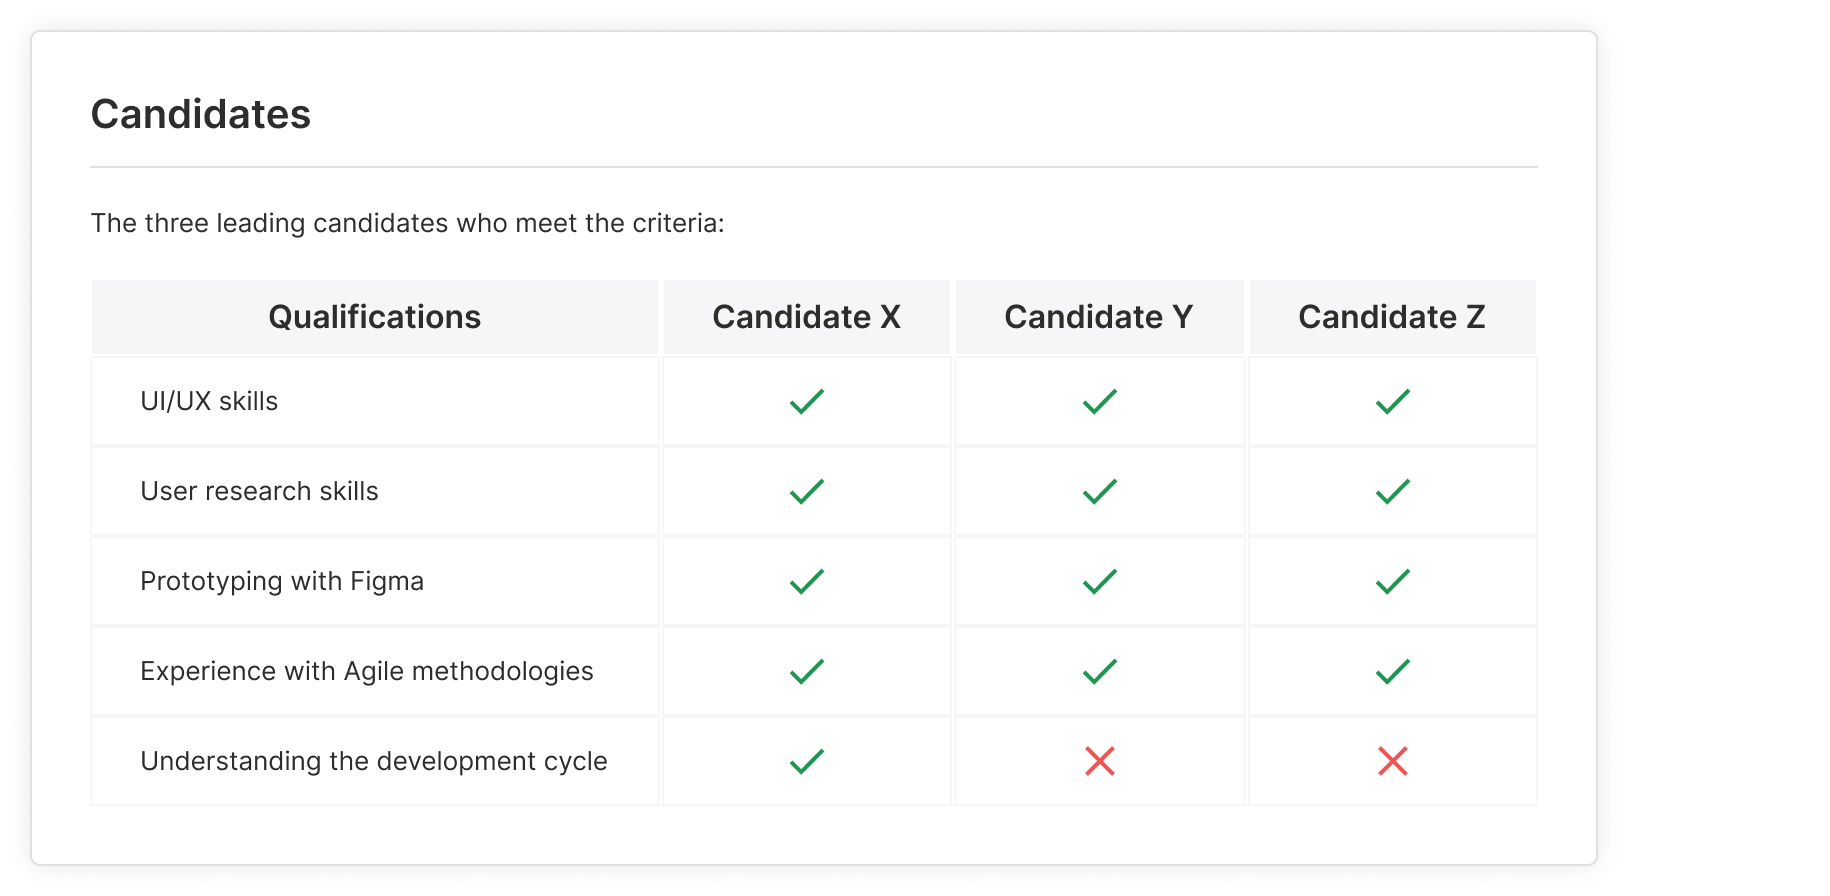 Candidates
The three leading candidates who meet the criteria:
Qualifications Candidate X Candidate Y Candidate Z
UI/UX skills
User research skills
Prototyping with Figma
Experience with Agile methodologies
Understanding the development cycle